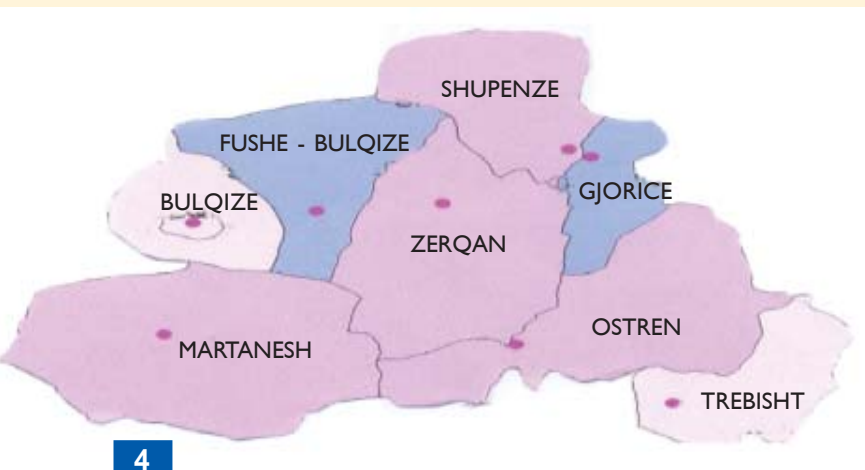 SHUPENZE
FUSHE - BULQIZE
GJORICE
BULQIZE
ZERQAN
OSTREN
MARTANESH
TREBISHT
4